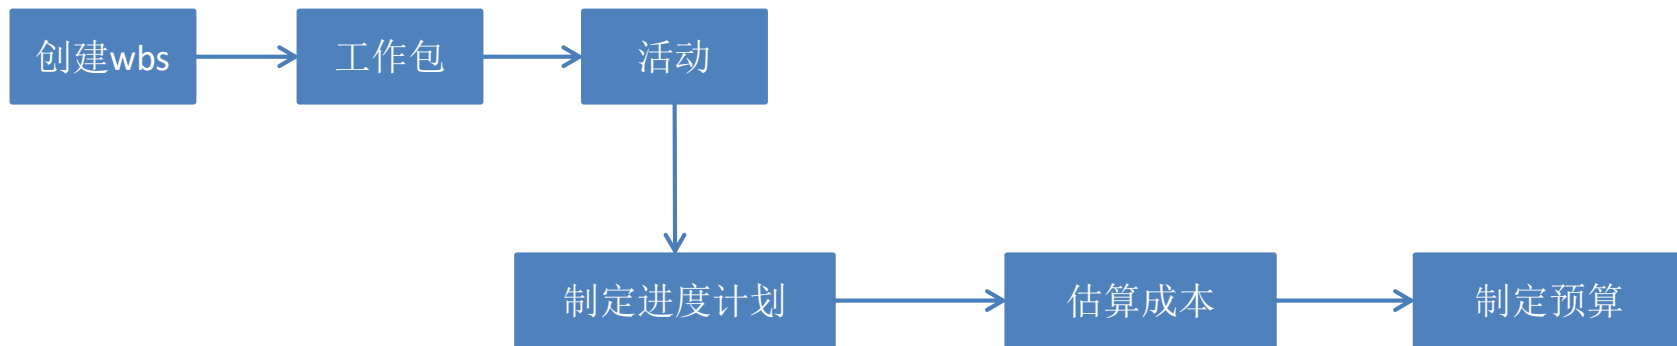 创建wbs
工作包
活动
制定进度计划
估算成本
制定预算